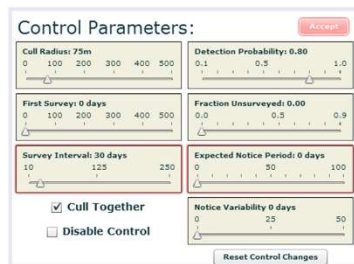 Control Parameters:
Accept
Cull Radius: 75m
0 100 200 300 400 500
Detection Probability: 0.80
0.1 0.5 1.0
First Survey: 0 days
0 100 200 300 400 500
Fraction Unsurveyed: 0.00
0.0 0.5 0.9
Survey Interval: 30 days
10 125 250
Expected Notice Period: 0 days
0 50 100
Cull Together
Disable Control
Notice Variability 0 days
0 25 50
Reset Control Changes